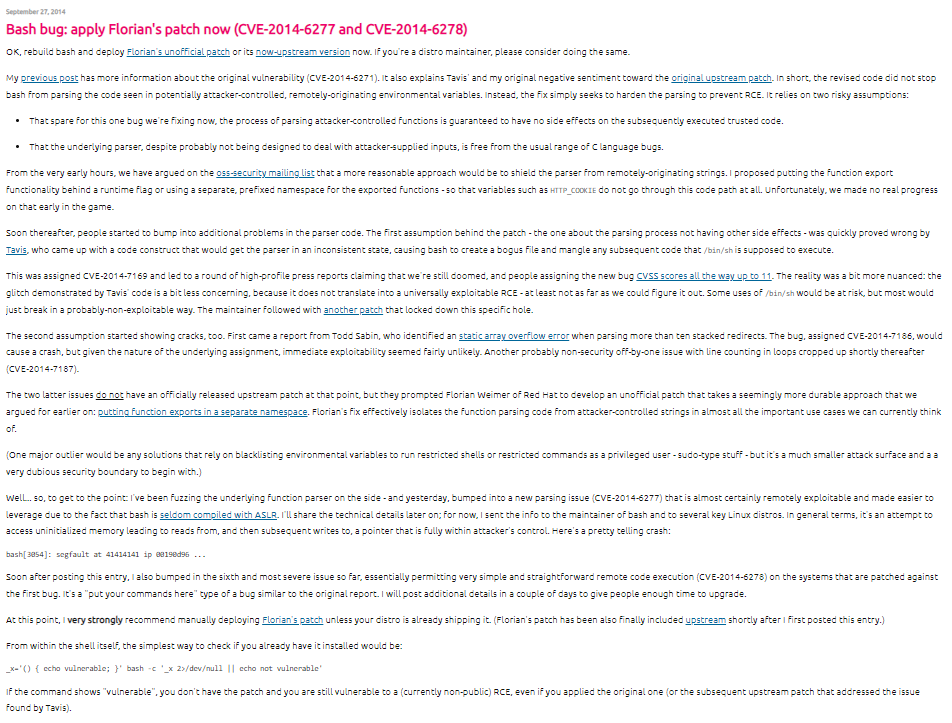 September 27, 2014
Bash bug: apply Florian's patch now (CVE-2014-6277 and CVE-2014-6278)
OK, rebuild bash and deploy Florian's unofficial patch or its now-upstream version now. If you're a distro maintainer, please consider doing the same.
My previous post has more information about the original vulnerability (CVE-2014-6271). It also explains Tavis' and my original negative sentiment toward the original upstream patch. In short, the revised code did not stop
bash from parsing the code seen in potentially attacker-controlled, remotely-originating environmental variables. Instead, the fix simply seeks to harden the parsing to prevent RCE. It relies on two risky assumptions:
• That spare for this one bug we're fixing now, the process of parsing attacker-controlled functions is guaranteed to have no side effects on the subsequently executed trusted code.
• That the underlying parser, despite probably not being designed to deal with attacker-supplied inputs, is free from the usual range of C language bugs.
From the very early hours, we have argued on the oss-security mailing list that a more reasonable approach would be to shield the parser from remotely-originating strings. I proposed putting the function export
functionality behind a runtime flag or using a separate, prefixed namespace for the exported functions - so that variables such as HTTP_COOKIE do not go through this code path at all. Unfortunately, we made no real progress
on that early in the game.
Soon thereafter, people started to bump into additional problems in the parser code. The first assumption behind the patch - the one about the parsing process not having other side effects - was quickly proved wrong by
Tavis, who came up with a code construct that would get the parser in an inconsistent state, causing bash to create a bogus file and mangle any subsequent code that /bin/sh is supposed to execute.
This was assigned CVE-2014-7169 and led to a round of high-profile press reports claiming that we're still doomed, and people assigning the new bug CVSS scores all the way up to 11. The reality was a bit more nuanced: the
glitch demonstrated by Tavis' code is a bit less concerning, because it does not translate into a universally exploitable RCE - at least not as far as we could figure it out. Some uses of /bin/sh would be at risk, but most would
just break in a probably-non-exploitable way. The maintainer followed with another patch that locked down this specific hole.
The second assumption started showing cracks, too. First came a report from Todd Sabin, who identified an static array overflow error when parsing more than ten stacked redirects. The bug, assigned CVE-2014-7186, would
cause a crash, but given the nature of the underlying assignment, immediate exploitability seemed fairly unlikely. Another probably non-security off-by-one issue with line counting in loops cropped up shortly thereafter
(CVE-2014-7187).
The two latter issues do not have an officially released upstream patch at that point, but they prompted Florian Weimer of Red Hat to develop an unofficial patch that takes a seemingly more durable approach that we
argued for earlier on: putting function exports in a separate namespace. Florian's fix effectively isolates the function parsing code from attacker-controlled strings in almost all the important use cases we can currently think
of.
(One major outlier would be any solutions that rely on blacklisting environmental variables to run restricted shells or restricted commands as a privileged user - sudo-type stuff - but it's a much smaller attack surface and a a
very dubious security boundary to begin with.)
Well... so, to get to the point: I've been fuzzing the underlying function parser on the side - and yesterday, bumped into a new parsing issue (CVE-2014-6277) that is almost certainly remotely exploitable and made easier to
leverage due to the fact that bash is seldom compiled with ASLR. I'll share the technical details later on; for now, I sent the info to the maintainer of bash and to several key Linux distros. In general terms, it's an attempt to
access uninitialized memory leading to reads from, and then subsequent writes to, a pointer that is fully within attacker's control. Here's a pretty telling crash:
bash[3054]: segfault at 41414141 ip 00190d96 ...
Soon after posting this entry, I also bumped in the sixth and most severe issue so far, essentially permitting very simple and straightforward remote code execution (CVE-2014-6278) on the systems that are patched against
the first bug. It's a "put your commands here" type of a bug similar to the original report. I will post additional details in a couple of days to give people enough time to upgrade.
At this point, I very strongly recommend manually deploying Florian's patch unless your distro is already shipping it. (Florian's patch has been also finally included upstream shortly after I first posted this entry.)
From within the shell itself, the simplest way to check if you already have it installed would be:
_x='() { echo vulnerable; }' bash -c '_x 2>/dev/null || echo not vulnerable'
If the command shows "vulnerable", you don't have the patch and you are still vulnerable to a (currently non-public) RCE, even if you applied the original one (or the subsequent upstream patch that addressed the issue
found by Tavis).